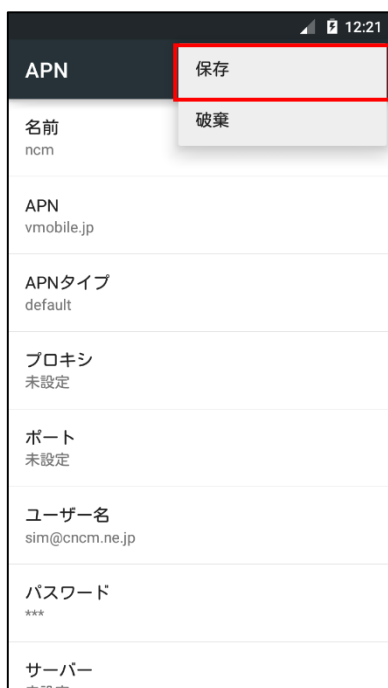 12:21
APN
保存
破棄
名前
ncm
APN
vmobile.jp
APNタイプ
default
プロキシ
未設定
ポート
未設定
ユーザー名
sim@cncm.ne.jp
パスワード
***
サーバー